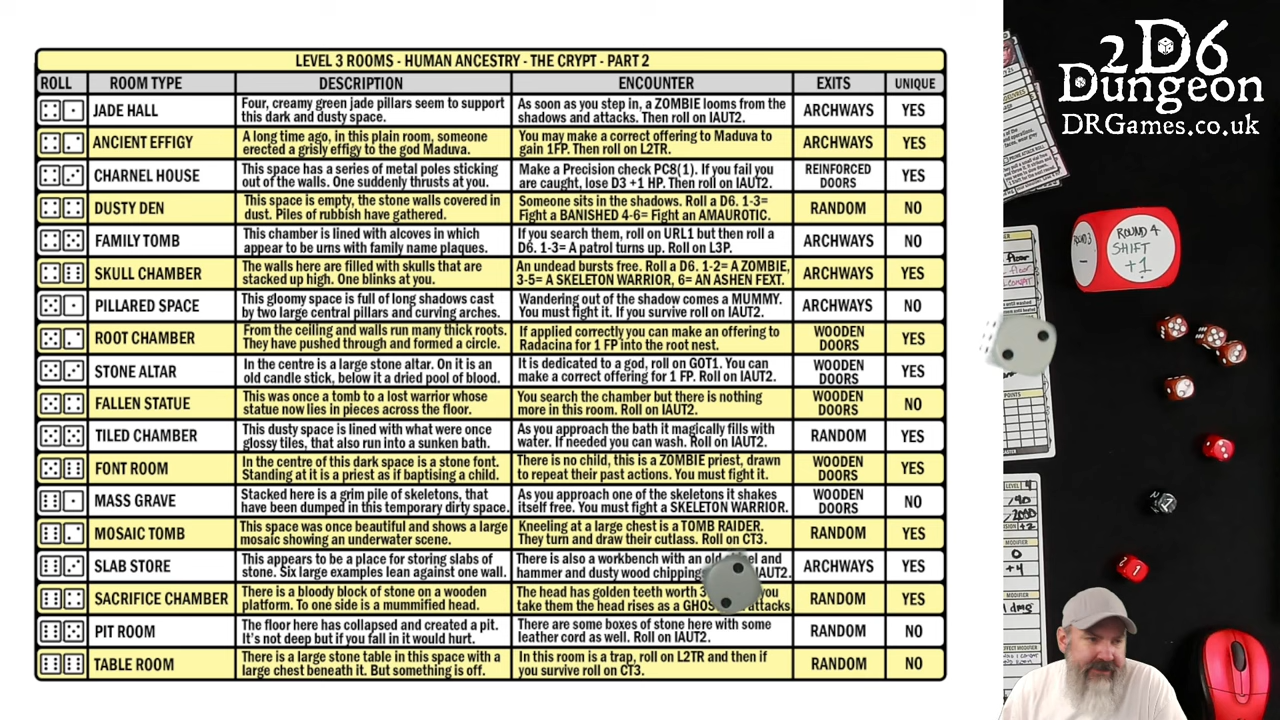 LEVEL 3 ROOMS - HUMAN ANCESTRY - THE CRYPT - PART 2
ROLL ROOM TYPE DESCRIPTION ENCOUNTER EXITS UNIQUE
JADE HALL Four, creamy green jade pillars seem to support As soon as you step in, a ZOMBIE looms from the ARCHWAYS YES
this dark and dusty space. shadows and attacks. Then roll on IAUT2.
ANCIENT EFFIGY A long time ago, in this plain room, someone You may make a correct offering to Maduva to ARCHWAYS YES
erected a grisly effigy to the god Maduva. gain 1FP. Then roll on L2TR.
CHARNEL HOUSE This space has a series of metal poles sticking Make a Precision check PC8(1). If you fail you REINFORCED YES
out of the walls. One suddenly thrusts at you. are caught, lose D3 +1 HP. Then roll on IAUT2. DOORS
DUSTY DEN This space is empty, the stone walls covered in Someone sits in the shadows. Roll a D6. 1-3= RANDOM NO
dust. Piles of rubbish have gathered. Fight a BANISHED 4-6= Fight an AMAUROTIC.
FAMILY TOMB This chamber is lined with alcoves in which If you search them, roll on URL1 but then roll a ARCHWAYS NO
appear to be urns with family name plaques. D6. 1-3= A patrol turns up. Roll on L3P.
SKULL CHAMBER The walls here are filled with skulls that are An undead bursts free. Roll a D6. 1-2= A ZOMBIE, ARCHWAYS YES
stacked up high. One blinks at you. 3-5= A SKELETON WARRIOR, 6= AN ASHEN FEXT.
PILLARED SPACE This gloomy space is full of long shadows cast Wandering out of the shadow comes a MUMMY. ARCHWAYS NO
by two large central pillars and curving arches. You must fight it. If you survive roll on IAUT2.
ROOT CHAMBER From the ceiling and walls run many thick roots. If applied correctly you can make an offering to WOODEN YES
They have pushed through and formed a circle. Radacina for 1 FP into the root nest. DOORS
STONE ALTAR In the centre is a large stone altar. On it is an It is dedicated to a god, roll on GOT1. You can WOODEN YES
old candle stick, below it a dried pool of blood. make a correct offering for 1 FP. Roll on IAUT2. DOORS
FALLEN STATUE This was once a tomb to a lost warrior whose You search the chamber but there is nothing WOODEN NO
statue now lies in pieces across the floor. more in this room. Roll on IAUT2. DOORS
TILED CHAMBER This dusty space is lined with what were once As you approach the bath it magically fills with RANDOM YES
glossy tiles, that also run into a sunken bath. water. If needed you can wash. Roll on IAUT2.
FONT ROOM In the centre of this dark space is a stone font. There is no child, this is a ZOMBIE priest, drawn WOODEN YES
Standing at it is a priest as if baptising a child. to repeat their past actions. You must fight it. DOORS
MASS GRAVE Stacked here is a grim pile of skeletons, that As you approach one of the skeletons it shakes WOODEN NO
have been dumped in this temporary dirty space. itself free. You must fight a SKELETON WARRIOR. DOORS
MOSAIC TOMB This space was once beautiful and shows a large Kneeling at a large chest is a TOMB RAIDER. RANDOM YES
mosaic showing an underwater scene. They turn and draw their cutlass. Roll on CT3.
SLAB STORE This appears to be a place for storing slabs of There is also a workbench with an old and ARCHWAYS YES
stone. Six large examples lean against one wall. hammer and dusty wood IAUT2.
SACRIFICE CHAMBER There is a bloody block of stone on a wooden The head has golden teeth worth you RANDOM YES
platform. To one side is a mummified head. take them the head rises as a attacks
PIT ROOM The floor here has collapsed and created a pit. There are some boxes of stone here with some RANDOM NO
It's not deep but if you fall in it would hurt. leather cord as well. Roll on IAUT2.
TABLE ROOM There is a large stone table in this space with a In this room is a trap, roll on L2TR and then if RANDOM NO
large chest beneath it. But something is off. you survive roll on CT3.
2D6
Dungeon
DRGames.co.uk
ROUND 3
ROUND 4
SHIFT
+1